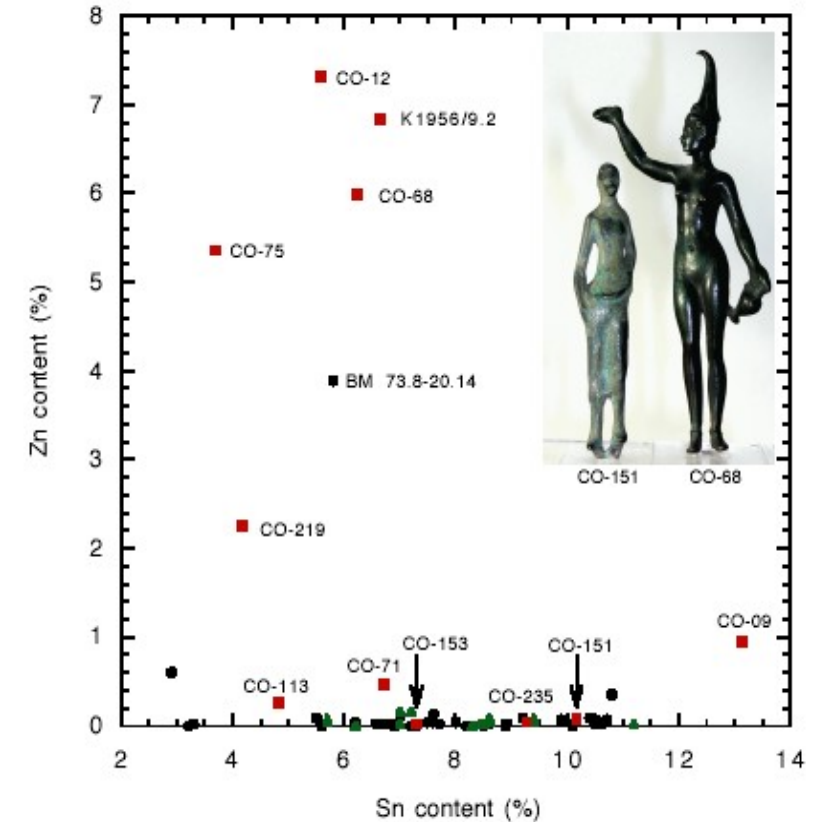 8
CO-12
7
K1956/9.2
6
CO-68
CO-75
5
Zn content (%)
4
BM 73.8-20.14
3
CO-151 CO-68
CO-219
2
CO-09
1
CO-153 CO-151
CO-71
CO-113
CO-235
0
2 4 6 8 10 12 14
Sn content (%)